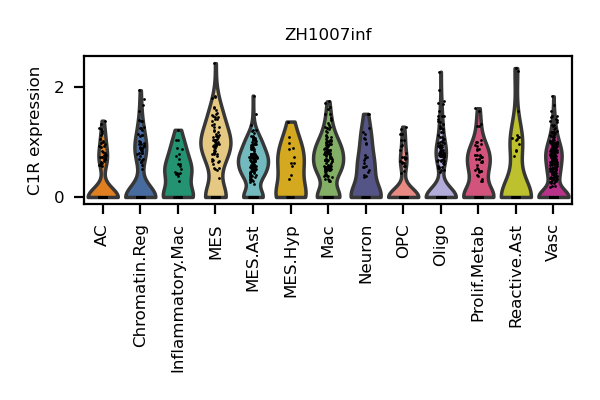 ZH1007inf
C1R expression
2
0
AC
Chromatin.Reg
Inflammatory.Mac
MES
MES.Ast
MES.Hyp
Mac
Neuron
OPC
Oligo
Prolif.Metab
Reactive.Ast
Vasc